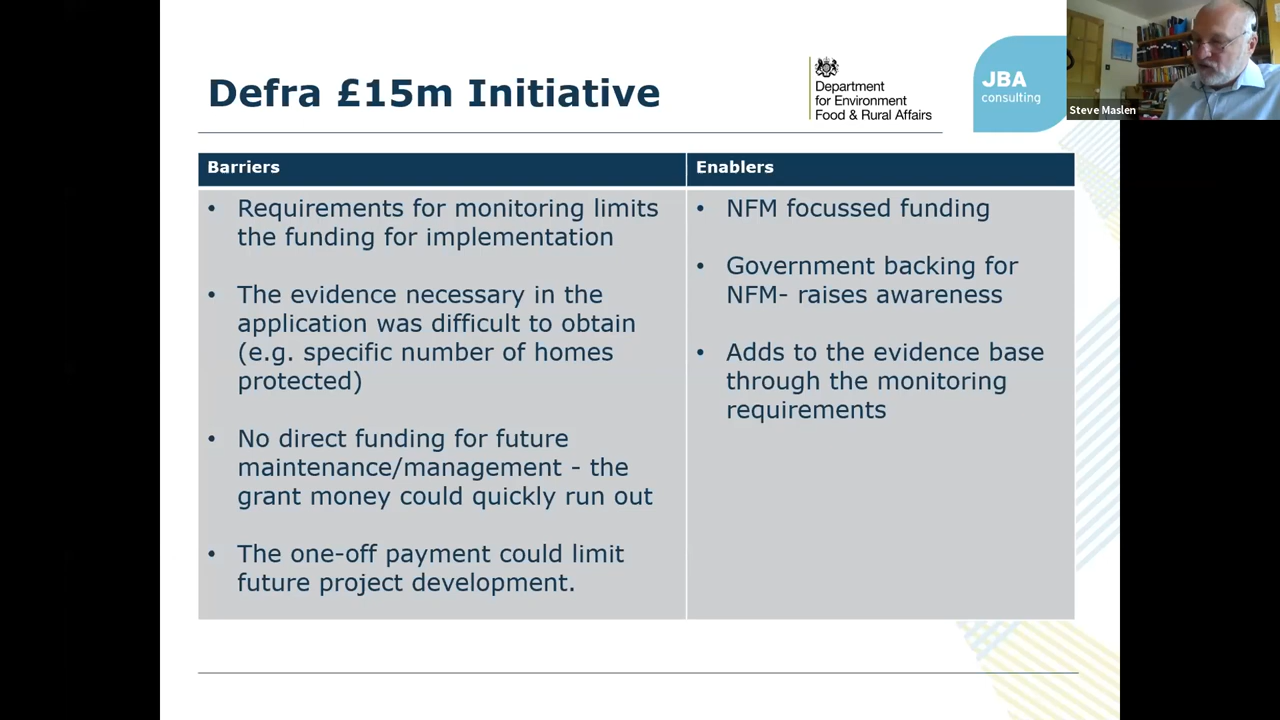 Defra £15m Initiative
Department
for Environment
Food & Rural Affairs
JBA
consulting
Steve Maslen
Barriers
Enablers
• Requirements for monitoring limits
the funding for implementation
• The evidence necessary in the
application was difficult to obtain
(e.g. specific number of homes
protected)
• No direct funding for future
maintenance/management - the
grant money could quickly run out
• The one-off payment could limit
future project development.
• NFM focussed funding
• Government backing for
NFM- raises awareness
• Adds to the evidence base
through the monitoring
requirements